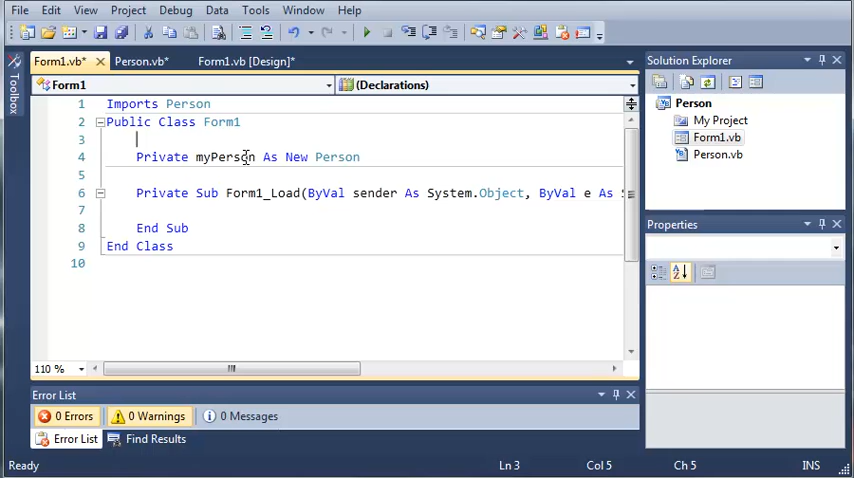 File Edit View Project Debug Data Tools Window Help
Form1.vb* Person.vb* Form1.vb [Design]*
Toolbox
Form1 (Declarations)
1 Imports Person
2 Public Class Form1
3
4 Private myPerson As New Person
5
6 Private Sub Form1_Load(ByVal sender As System.Object, ByVal e As S
7
8 End Sub
9 End Class
10
110 %
Solution Explorer
Person
My Project
Form1.vb
Person.vb
Properties
Error List
0 Errors 0 Warnings 0 Messages
Error List Find Results
Ready Ln 3 Col 5 Ch 5 INS